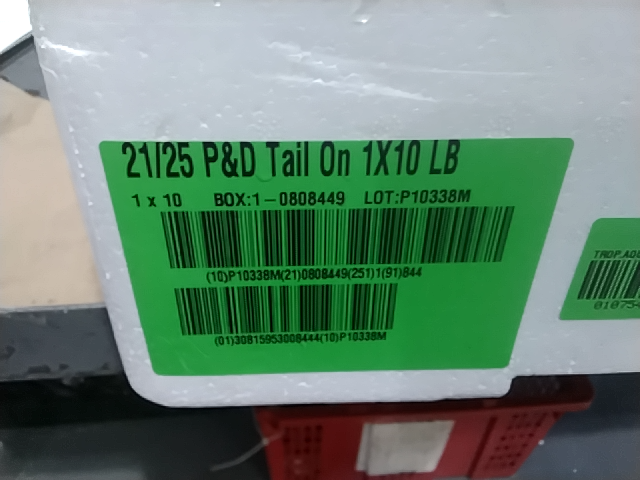 21/25 P&D Tail On 1X10 LB
1 x 10 BOX:1-0808449 LOT:P10338M
(10)P10338M(21)0808449(251)1(91)844
(01)30815953008444(10)P10338M
TROP.